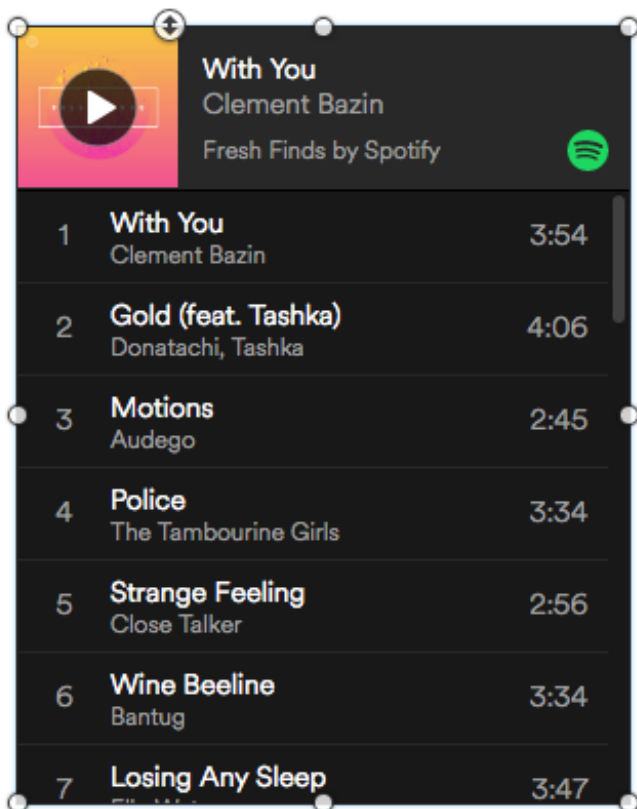 With You
Clement Bazin
Fresh Finds by Spotify
1 With You 3:54
Clement Bazin
2 Gold (feat. Tashka) 4:06
Donatachi, Tashka
3 Motions 2:45
Audego
4 Police 3:34
The Tambourine Girls
5 Strange Feeling 2:56
Close Talker
6 Wine Beeline 3:34
Bantug
7 Losing Any Sleep 3:47